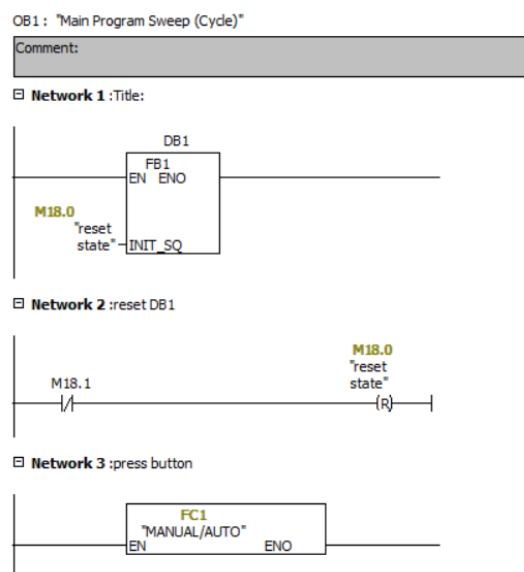 OB1 : "Main Program Sweep (Cycle)"
Comment:
Network 1 :Title:
DB1
FB1
EN ENO
M18.0
"reset
state"
INIT_SQ
Network 2 :reset DB1
M18.0
"reset
state"
M18.1
(R)
Network 3 :press button
FC1
"MANUAL/AUTO"
EN ENO